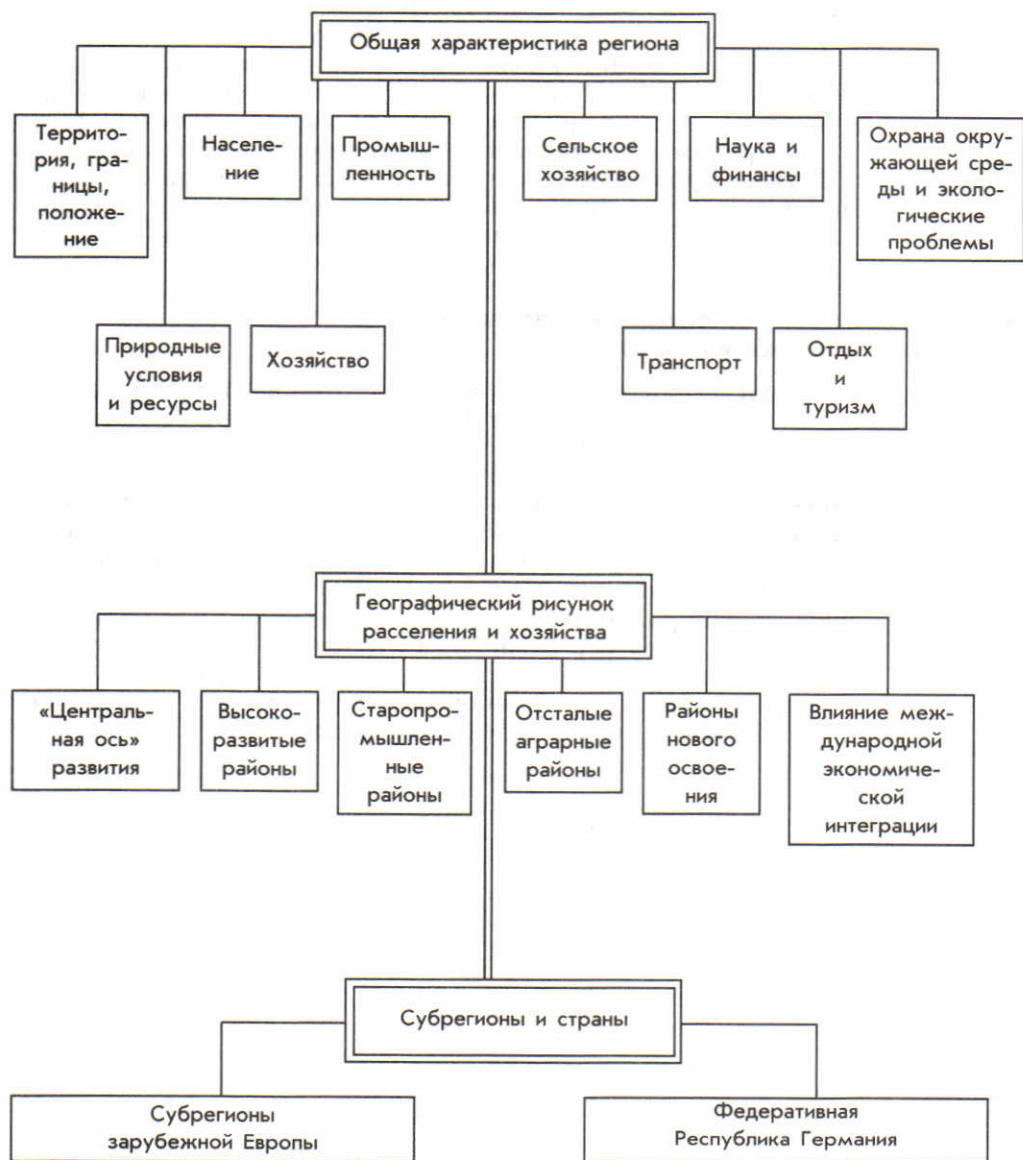 Общая характеристика региона
Террито-
рия, гра-
ницы,
положе-
ние
Населе-
ние
Промыш-
ленность
Сельское
хозяйство
Наука и
финансы
Охрана окру-
жающей сре-
ды и эколо-
гические
проблемы
Природные
условия
и ресурсы
Хозяйство
Транспорт
Отдых
и
туризм
Географический рисунок
расселения и хозяйства
«Централь-
ная ось»
развития
Высоко-
развитые
районы
Старопро-
мышлен-
ные
районы
Отсталые
аграрные
районы
Районы
нового
освое-
ния
Влияние меж-
дународной
экономиче-
ской
интеграции
Субрегионы и страны
Субрегионы
зарубежной Европы
Федеративная
Республика Германия